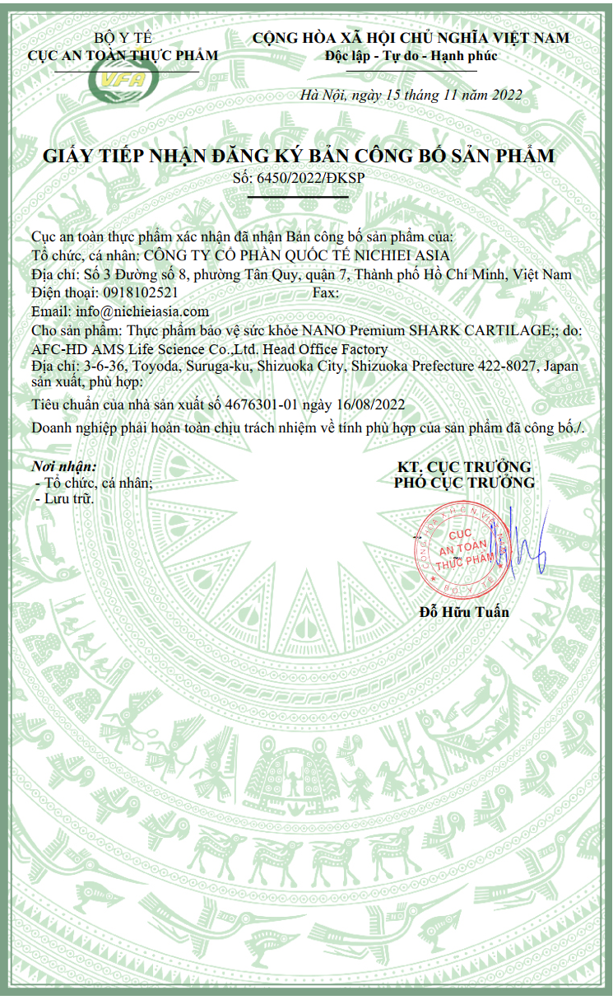 BỘ Y TẾ
CỤC AN TOÀN THỰC PHẨM
VFA
CỘNG HÒA XÃ HỘI CHỦ NGHĨA VIỆT NAM
Độc lập - Tự do - Hạnh phúc
Hà Nội, ngày 15 tháng 11 năm 2022
GIẤY TIẾP NHẬN ĐĂNG KÝ BẢN CÔNG BỐ SẢN PHẨM
Số: 6450/2022/ĐKSP
Cục an toàn thực phẩm xác nhận đã nhận Bản công bố sản phẩm của:
Tổ chức, cá nhân: CÔNG TY CỔ PHẦN QUỐC TẾ NICHIEI ASIA
Địa chỉ: Số 3 Đường số 8, phường Tân Quy, quận 7, Thành phố Hồ Chí Minh, Việt Nam
Điện thoại: 0918102521 Fax:
Email: info@nichieiasia.com
Cho sản phẩm: Thực phẩm bảo vệ sức khỏe NANO Premium SHARK CARTILAGE;; do:
AFC-HD AMS Life Science Co.,Ltd. Head Office Factory
Địa chỉ: 3-6-36, Toyoda, Suruga-ku, Shizuoka City, Shizuoka Prefecture 422-8027, Japan
sản xuất, phù hợp:
Tiêu chuẩn của nhà sản xuất số 4676301-01 ngày 16/08/2022
Doanh nghiệp phải hoàn toàn chịu trách nhiệm về tính phù hợp của sản phẩm đã công bố./.
Nơi nhận:
- Tổ chức, cá nhân;
- Lưu trữ.
KT. CỤC TRƯỞNG
PHÓ CỤC TRƯỞNG
CỘNG HÒA X.H.C.N VIỆT NAM
CỤC
AN TOÀN
THỰC PHẨM
★ BỘ Y TẾ ★
Đỗ Hữu Tuấn